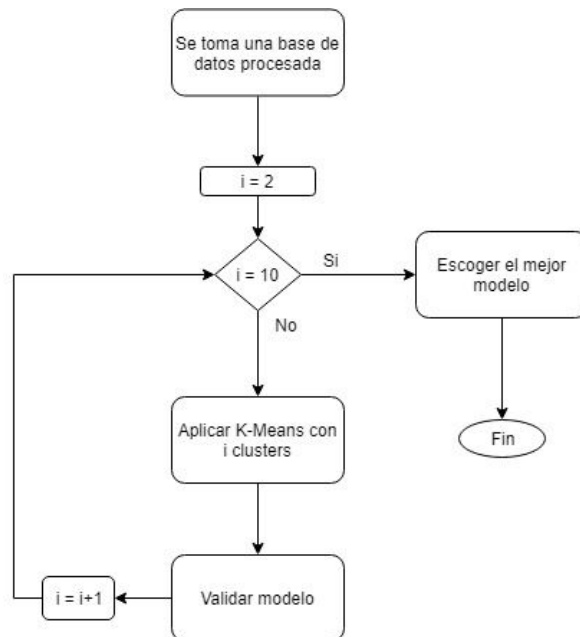 Se toma una base de
datos procesada
i = 2
i = 10
Si
Escoger el mejor
modelo
No
Aplicar K-Means con
i clusters
Fin
i = i+1
Validar modelo